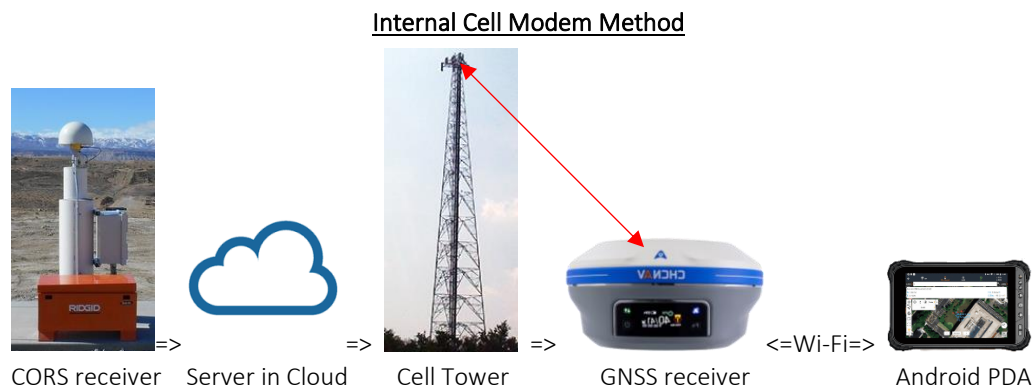 Internal Cell Modem Method
RIDGID
CHCNAV
=> => => <=Wi-Fi=>
CORS receiver Server in Cloud Cell Tower GNSS receiver Android PDA